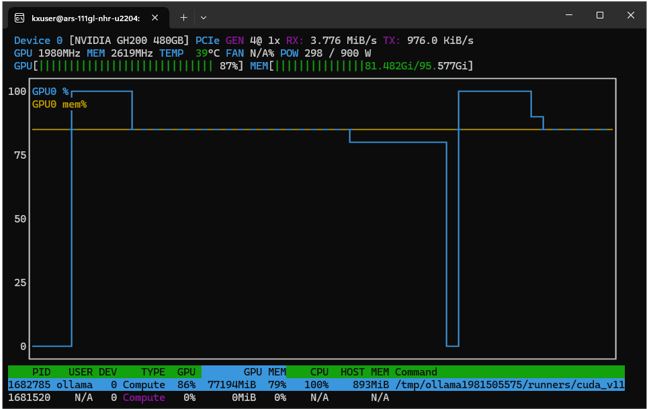 kxuser@ars-111gl-nhr-u2204:
Device 0 [NVIDIA GH200 480GB] PCIe GEN 4@ 1x RX: 3.776 MiB/s TX: 976.0 KiB/s
GPU 1980MHz MEM 2619MHz TEMP 39°C FAN N/A% POW 298 / 900 W
GPU[|||||||||||||||||||||||||||||| 87%] MEM[|||||||||||||||81.482Gi/95.577Gi]
100
GPU0 %
GPU0 mem%
75
50
25
0
PID USER DEV TYPE GPU GPU MEM CPU HOST MEM Command
1682785 ollama 0 Compute 86% 77194MiB 79% 100% 893MiB /tmp/ollama1981505575/runners/cuda_v11
1681520 N/A 0 Compute 0% 0MiB 0% N/A N/A